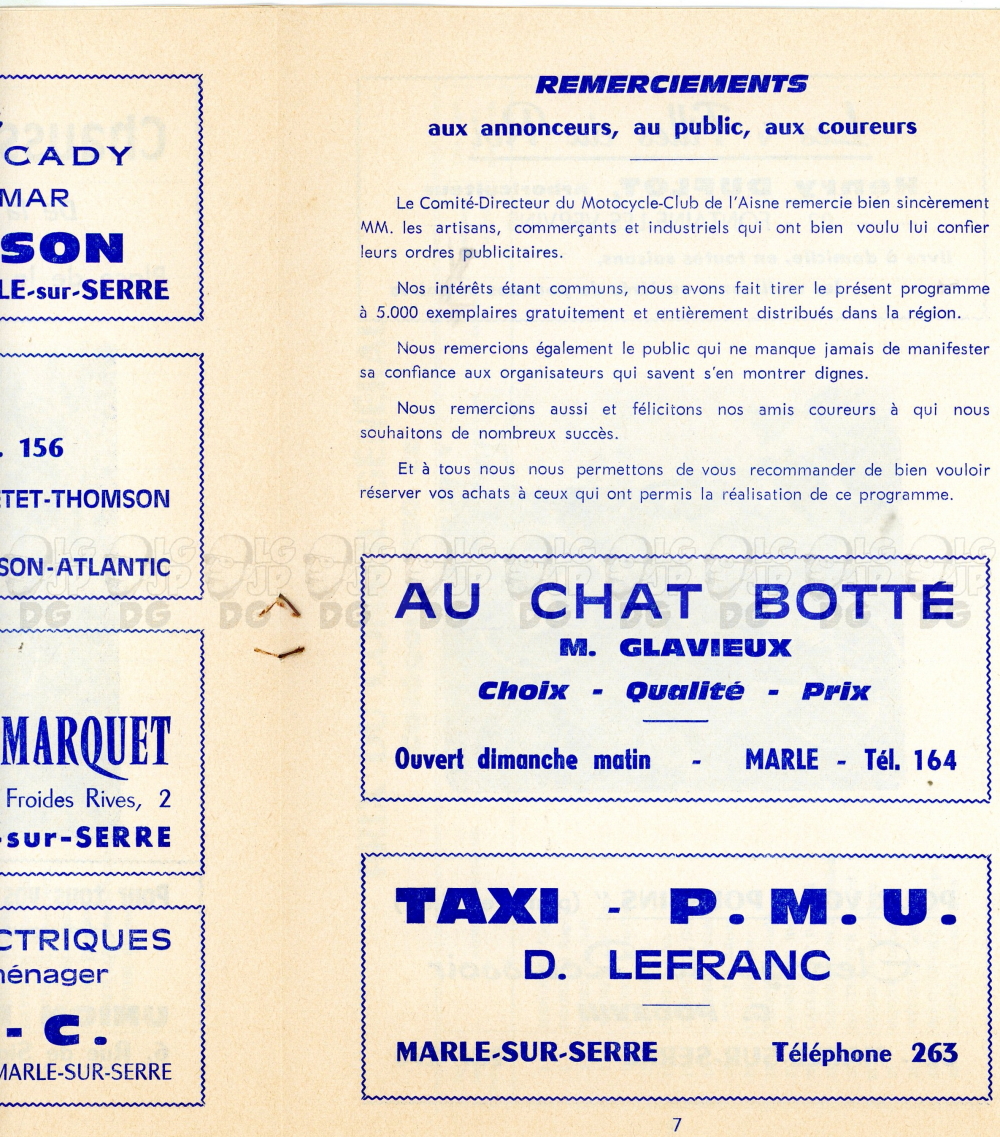 CADY
MAR
SON
LE-sur-SERRE
. 156
TET-THOMSON
SON-ATLANTIC
MARQUET
Froides Rives, 2
-sur-SERRE
CTRIQUES
ménager
- C.
MARLE-SUR-SERRE
REMERCIEMENTS
aux annonceurs, au public, aux coureurs
Le Comité-Directeur du Motocycle-Club de l'Aisne remercie bien sincèrement
MM. les artisans, commerçants et industriels qui ont bien voulu lui confier
leurs ordres publicitaires.
Nos intérêts étant communs, nous avons fait tirer le présent programme
à 5.000 exemplaires gratuitement et entièrement distribués dans la région.
Nous remercions également le public qui ne manque jamais de manifester
sa confiance aux organisateurs qui savent s'en montrer dignes.
Nous remercions aussi et félicitons nos amis coureurs à qui nous
souhaitons de nombreux succès.
Et à tous nous nous permettons de vous recommander de bien vouloir
réserver vos achats à ceux qui ont permis la réalisation de ce programme.
AU CHAT BOTTÉ
M. GLAVIEUX
Choix - Qualité - Prix
Ouvert dimanche matin - MARLE - Tél. 164
TAXI - P.M.U.
D. LEFRANC
MARLE-SUR-SERRE Téléphone 263
7